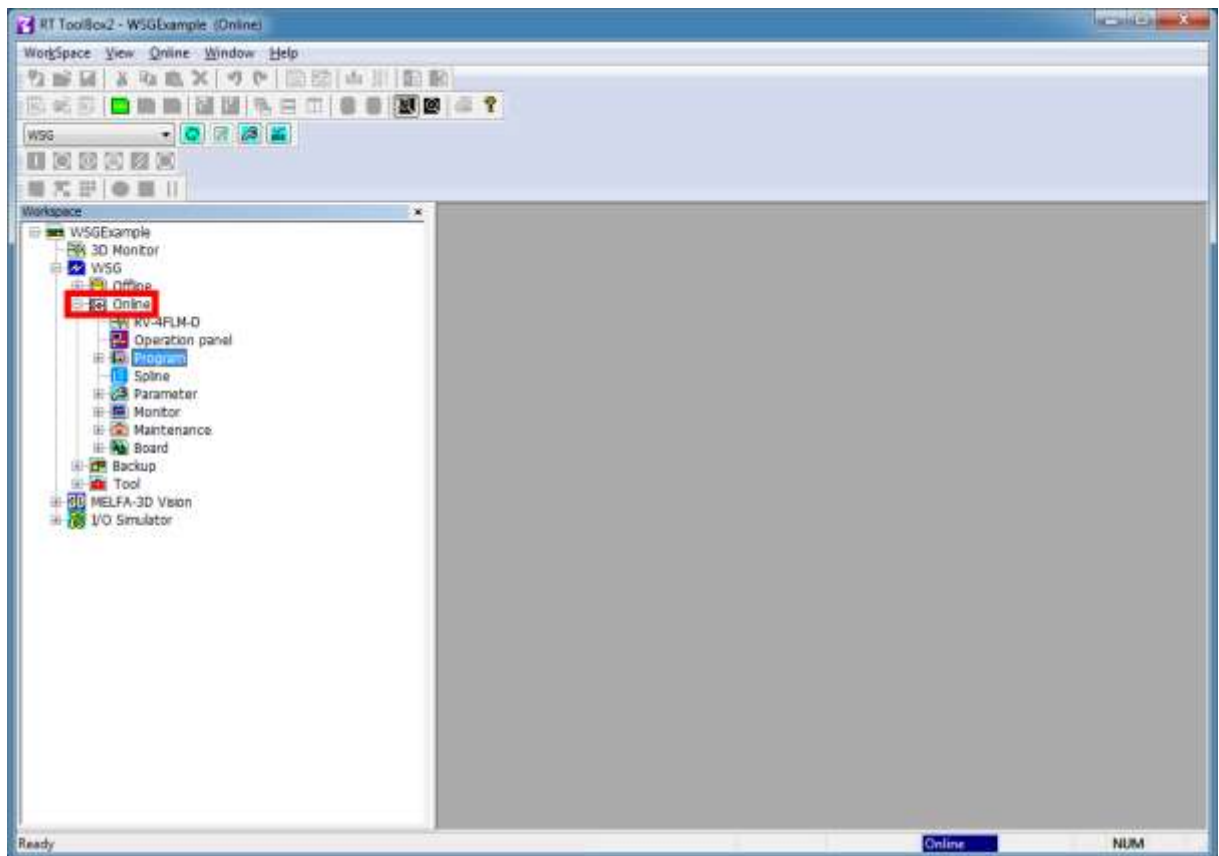 RT ToolBox2 - WSGExample (Online)
WorkSpace View Online Window Help
WSG
Workspace
WSGExample
3D Monitor
WSG
Offline
Online
RV-4FLM-D
Operation panel
Program
Spline
Parameter
Monitor
Maintenance
Board
Backup
Tool
MELFA-3D Vision
I/O Simulator
Ready Online NUM